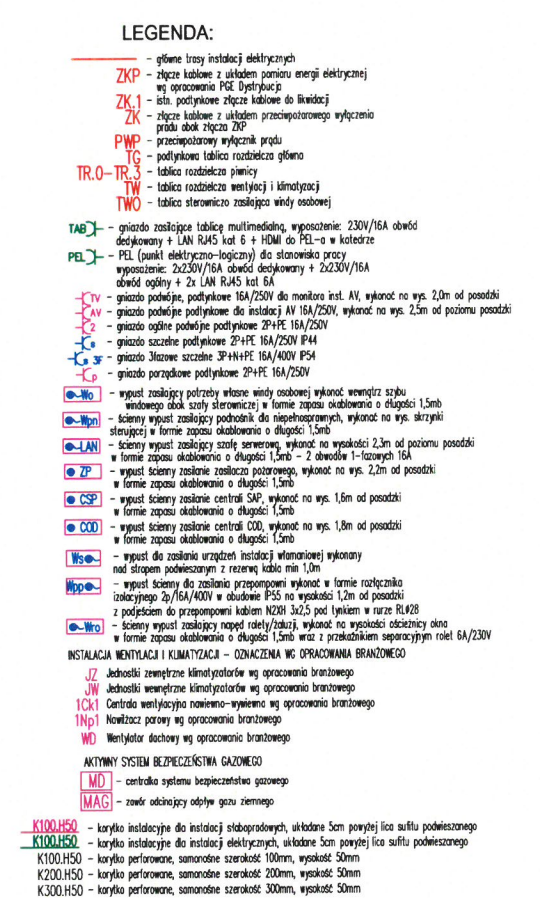 LEGENDA:
- główne trasy instalacji elektrycznych
ZKP - złącze kablowe z układem pomiaru energii elektrycznej
wg opracowania PGE Dystrybucja
ZK.1 - istn. podtynkowe złącze kablowe do likwidacji
ZK - złącze kablowe z układem przeciwpożarowego wyłączenia
prądu obok złącza ZKP
PWP - przeciwpożarowy wyłącznik prądu
TG - podtynkowa tablica rozdzielcza główna
TR.0-TR.3 - tablica rozdzielcza piwnicy
TW - tablica rozdzielcza wentylacji i klimatyzacji
TWO - tablica sterowniczo zasilająca windy osobowej
TAB - gniazdo zasilające tablicę multimedialną, wyposażenie: 230V/16A obwód
dedykowany + LAN RJ45 kat 6 + HDMI do PEL-a w katedrze
PEL - PEL (punkt elektryczno-logiczny) dla stanowiska pracy
wyposażenie: 2x230V/16A obwód dedykowany + 2x230V/16A
obwód ogólny + 2x LAN RJ45 kat 6A
TV - gniazdo podwójne, podtynkowe 16A/250V dla monitora inst. AV, wykonać na wys. 2,0m od posadzki
AV - gniazdo podwójne podtynkowe dla instalacji AV 16A/250V, wykonać na wys. 2,5m od poziomu posadzki
2 - gniazdo ogólne podwójne podtynkowe 2P+PE 16A/250V
s - gniazdo szczelne podtynkowe 2P+PE 16A/250V IP44
s 3F - gniazdo 3fazowe szczelne 3P+N+PE 16A/400V IP54
p - gniazdo porządkowe podtynkowe 2P+PE 16A/250V
Wo - wypust zasilający potrzeby własne windy osobowej wykonać wewnątrz szybu
windowego obok szafy sterowniczej w formie zapasu okablowania o długości 1,5mb
Wpn - ścienny wypust zasilający podnośnik dla niepełnosprawnych, wykonać na wys. skrzynki
sterującej w formie zapasu okablowania o długości 1,5mb
LAN - ścienny wypust zasilający szafę serwerową, wykonać na wysokości 2,3m od poziomu posadzki
w formie zapasu okablowania o długości 1,5mb - 2 obwodów 1-fazowych 16A
ZP - wypust ścienny zasilanie zasilacza pożarowego, wykonać na wys. 2,2m od posadzki
w formie zapasu okablowania o długości 1,5mb
CSP - wypust ścienny zasilanie centrali SAP, wykonać na wys. 1,6m od posadzki
w formie zapasu okablowania o długości 1,5mb
COD - wypust ścienny zasilanie centrali COD, wykonać na wys. 1,8m od posadzki
w formie zapasu okablowania o długości 1,5mb
Ws - wypust dla zasilania urządzeń instalacji włamaniowej wykonany
nad stropem podwieszanym z rezerwą kabla min 1,0m
Wpp - wypust ścienny dla zasilania przepompowni wykonać w formie rozłącznika
izolacyjnego 2p/16A/400V w obudowie IP55 na wysokości 1,2m od posadzki
z podjeściem do przepompowni kablem N2XH 3x2,5 pod tynkiem w rurze RLø28
Wro - ścienny wypust zasilający napęd rolety/żaluzji, wykonać na wysokości ościeżnicy okna
w formie zapasu okablowania o długości 1,5mb wraz z przekaźnikiem separacyjnym rolet 6A/230V
INSTALACJA WENTYLACJI I KLIMATYZACJI - OZNACZENIA WG OPRACOWANIA BRANŻOWEGO
JZ Jednostki zewnętrzne klimatyzatorów wg opracowania branżowego
JW Jednostki wewnętrzne klimatyzatorów wg opracowania branżowego
1Ck1 Centrala wentylacyjna nawiewno-wywiewna wg opracowania branżowego
1Np1 Nawilżacz parowy wg opracowania branżowego
WD Wentylator dachowy wg opracowania branżowego
AKTYWNY SYSTEM BEZPIECZEŃSTWA GAZOWEGO
MD - centralka systemu bezpieczeństwa gazowego
MAG - zawór odcinający odpływ gazu ziemnego
K100.H50 - korytko instalacyjne dla instalacji słaboprądowych, układane 5cm powyżej lica sufitu podwieszanego
K100.H50 - korytko instalacyjne dla instalacji elektrycznych, układane 5cm powyżej lica sufitu podwieszanego
K100.H50 - korytko perforowane, samonośne szerokość 100mm, wysokość 50mm
K200.H50 - korytko perforowane, samonośne szerokość 200mm, wysokość 50mm
K300.H50 - korytko perforowane, samonośne szerokość 300mm, wysokość 50mm